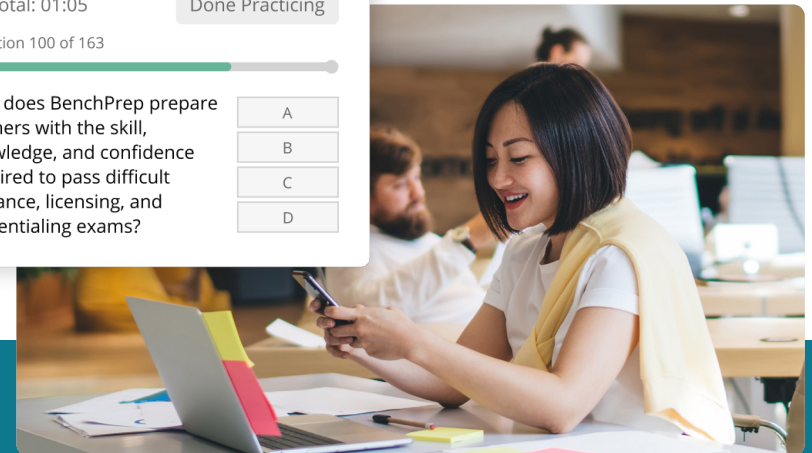 otal: 01:05
Done Practicing
tion 100 of 163
does BenchPrep prepare
ners with the skill,
wledge, and confidence
ired to pass difficult
ance, licensing, and
entialing exams?
A
B
C
D